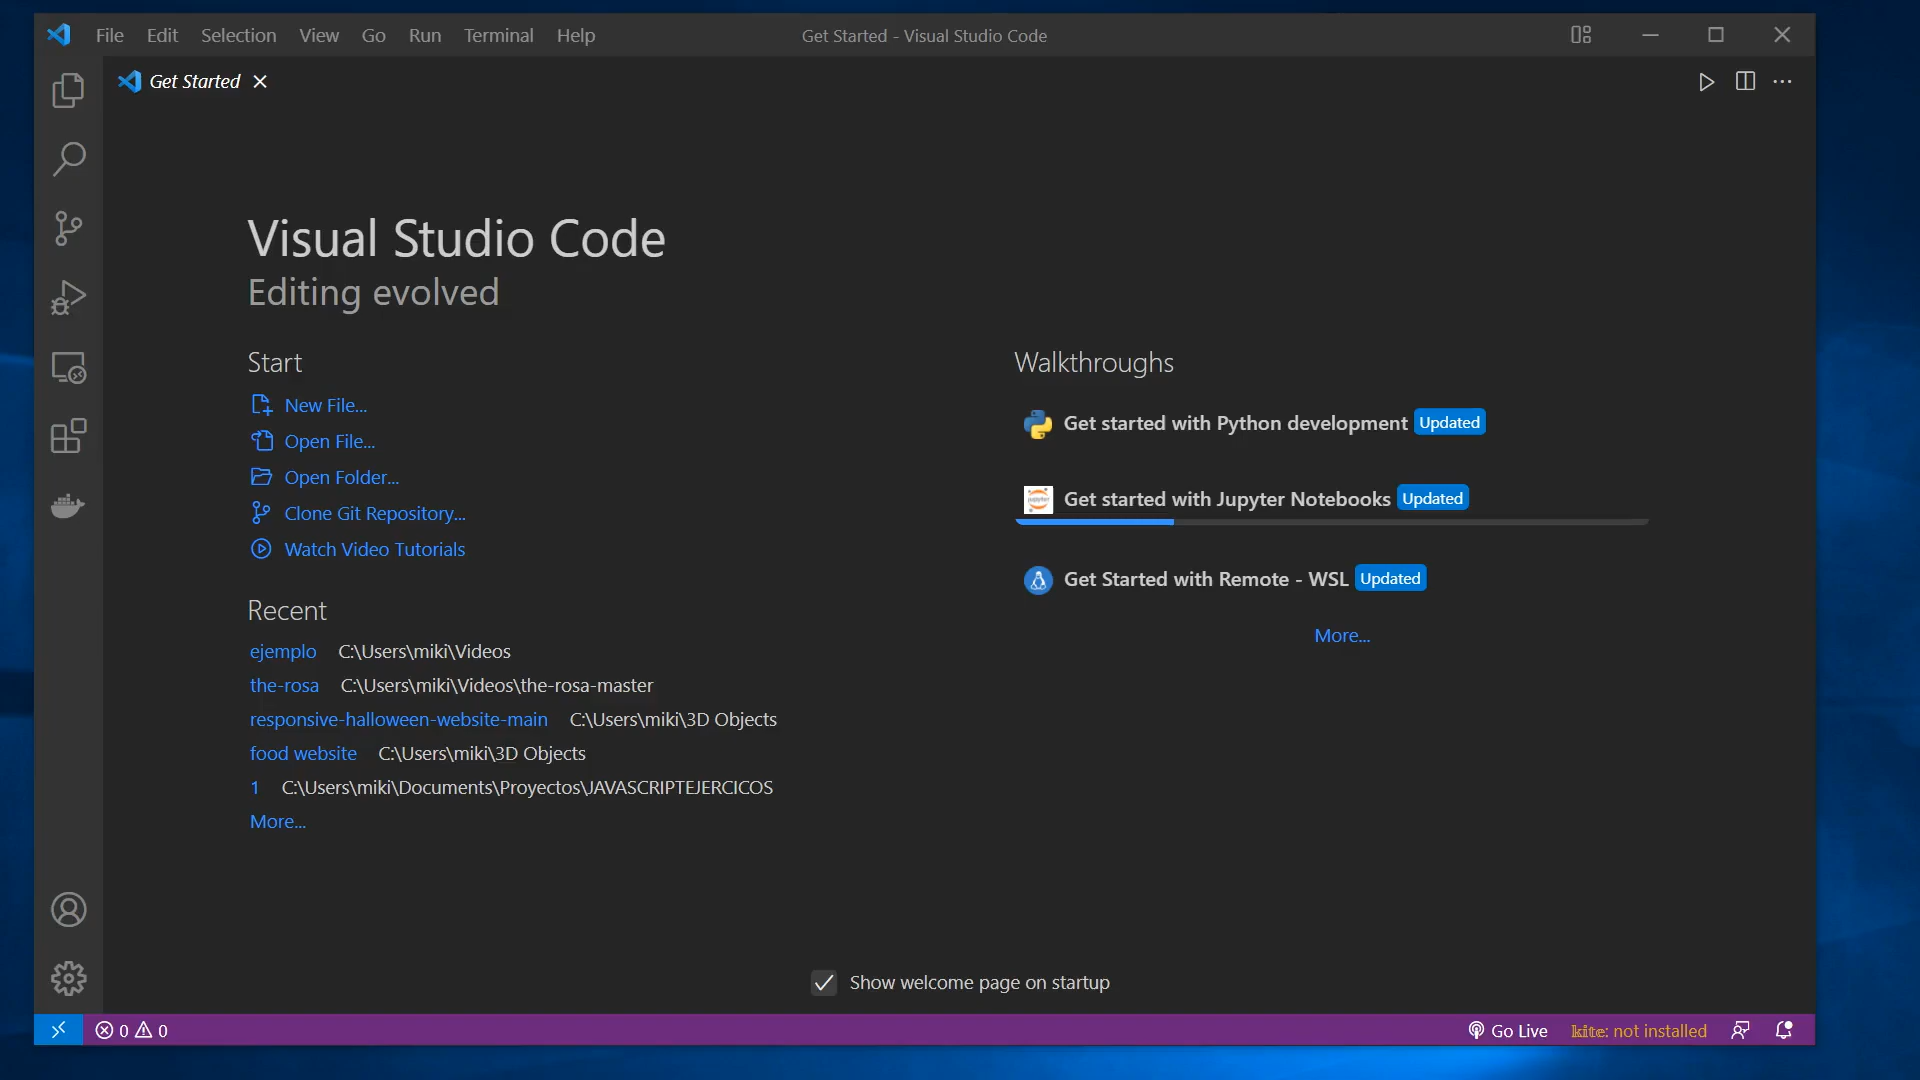 File Edit Selection View Go Run Terminal Help Get Started - Visual Studio Code
Get Started
Visual Studio Code
Editing evolved
Start
New File...
Open File...
Open Folder...
Clone Git Repository...
Watch Video Tutorials
Recent
ejemplo C:\Users\miki\Videos
the-rosa C:\Users\miki\Videos\the-rosa-master
responsive-halloween-website-main C:\Users\miki\3D Objects
food website C:\Users\miki\3D Objects
1 C:\Users\miki\Documents\Proyectos\JAVASCRIPTEJERCICOS
More...
Walkthroughs
Get started with Python development Updated
Get started with Jupyter Notebooks Updated
Get Started with Remote - WSL Updated
More...
Show welcome page on startup
0 0 Go Live kite: not installed